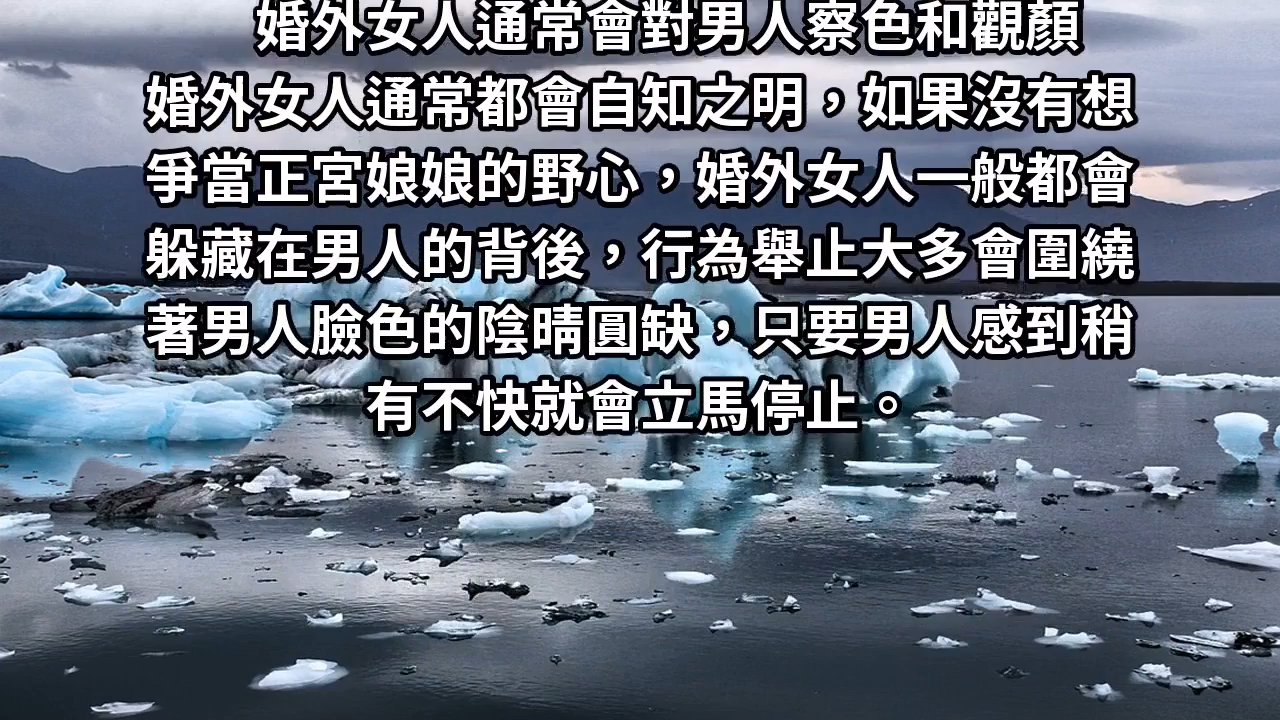 婚外女人通常會對男人察色和觀顏
婚外女人通常都會自知之明，如果沒有想
爭當正宮娘娘的野心，婚外女人一般都會
躲藏在男人的背後，行為舉止大多會圍繞
著男人臉色的陰晴圓缺，只要男人感到稍
有不快就會立馬停止。